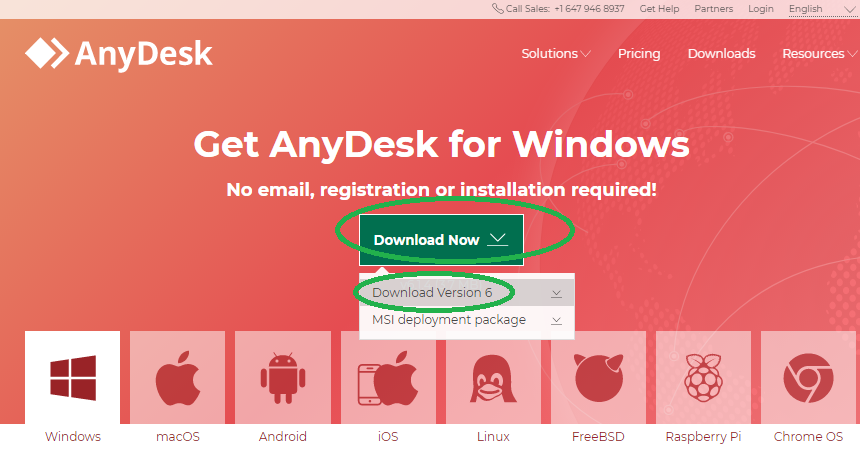 Call Sales: +1 647 946 8937 Get Help Partners Login English
AnyDesk Solutions Pricing Downloads Resources
Get AnyDesk for Windows
No email, registration or installation required!
Download Now
Download Version 6
MSI deployment package
Windows macOS Android iOS Linux FreeBSD Raspberry Pi Chrome OS